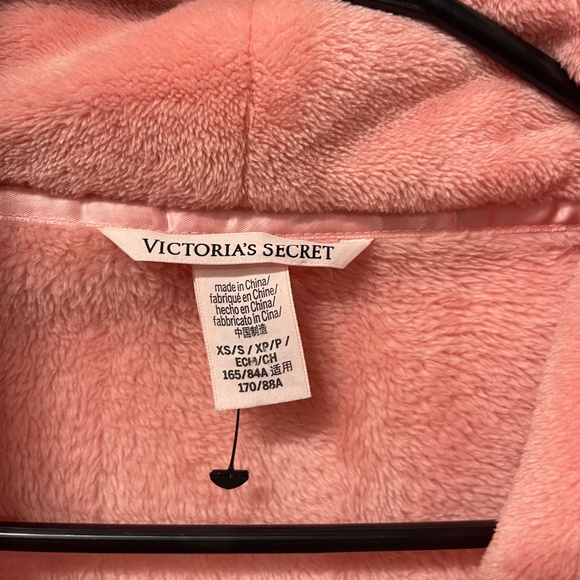 VICTORIA'S SECRET
made in China/
fabriqué en Chine/
hecho en China/
fabbricato in Cina/
中国制造
XS/S / XP/P /
ECH/CH
165/84A 适用
170/88A